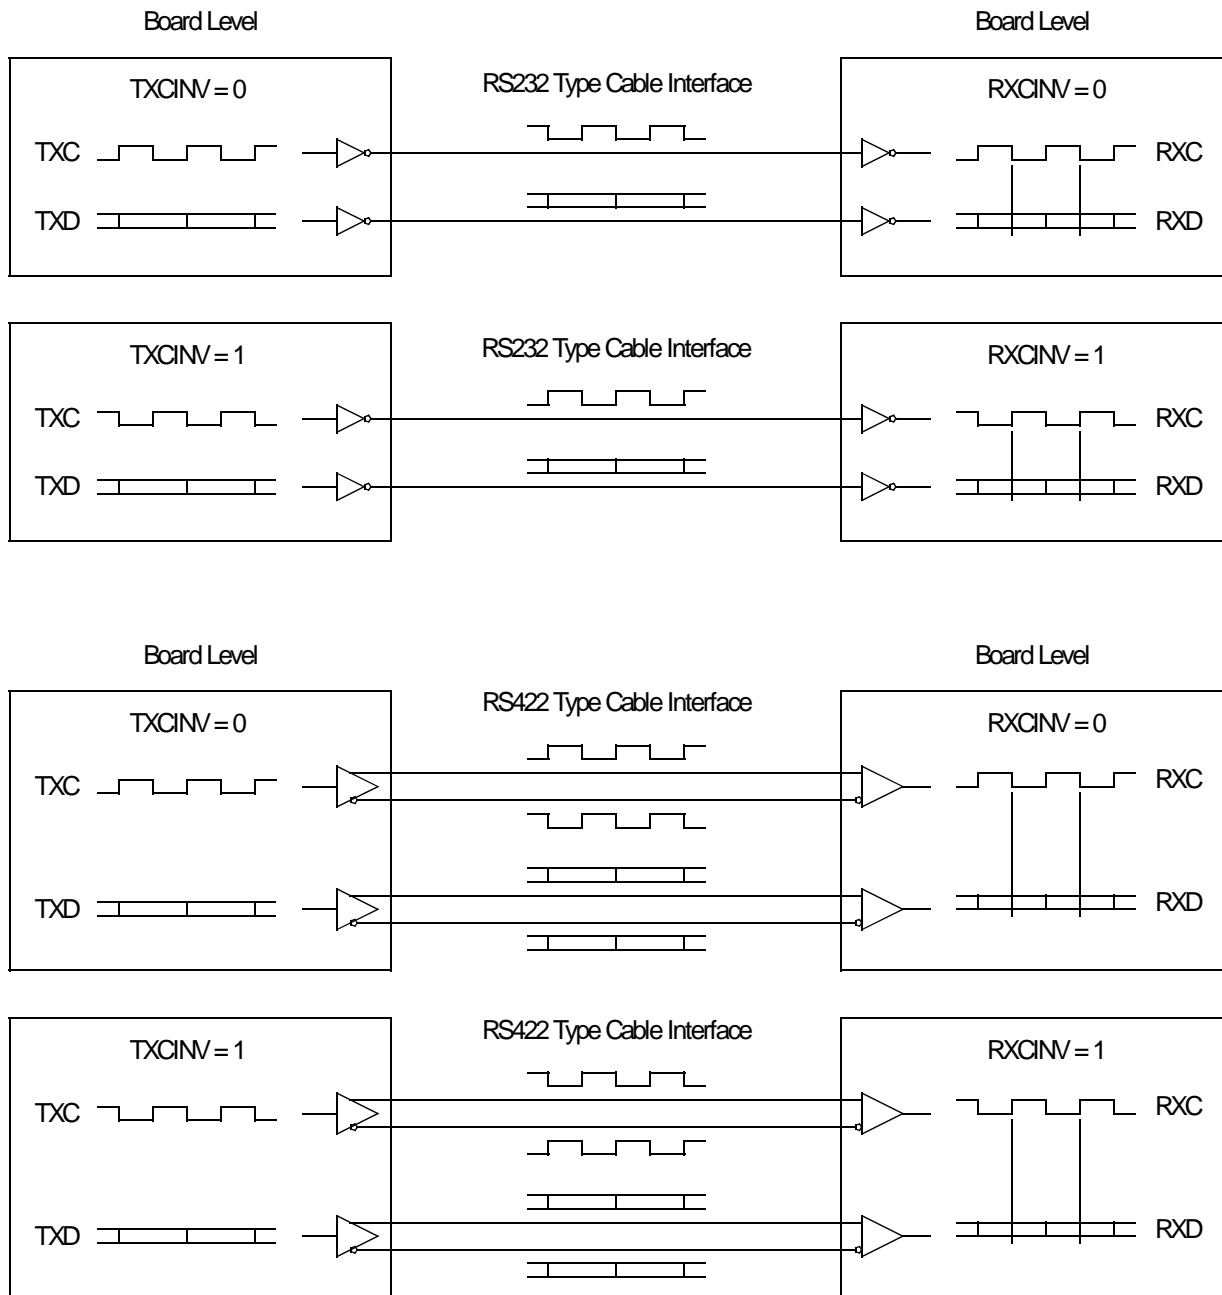 Board Level
Board Level
TXCINV = 0
RS232 Type Cable Interface
RXCINV = 0
TXC
RXC
TXD
RXD
TXCINV = 1
RS232 Type Cable Interface
RXCINV = 1
TXC
RXC
TXD
RXD
Board Level
Board Level
TXCINV = 0
RS422 Type Cable Interface
RXCINV = 0
TXC
RXC
TXD
RXD
TXCINV = 1
RS422 Type Cable Interface
RXCINV = 1
TXC
RXC
TXD
RXD